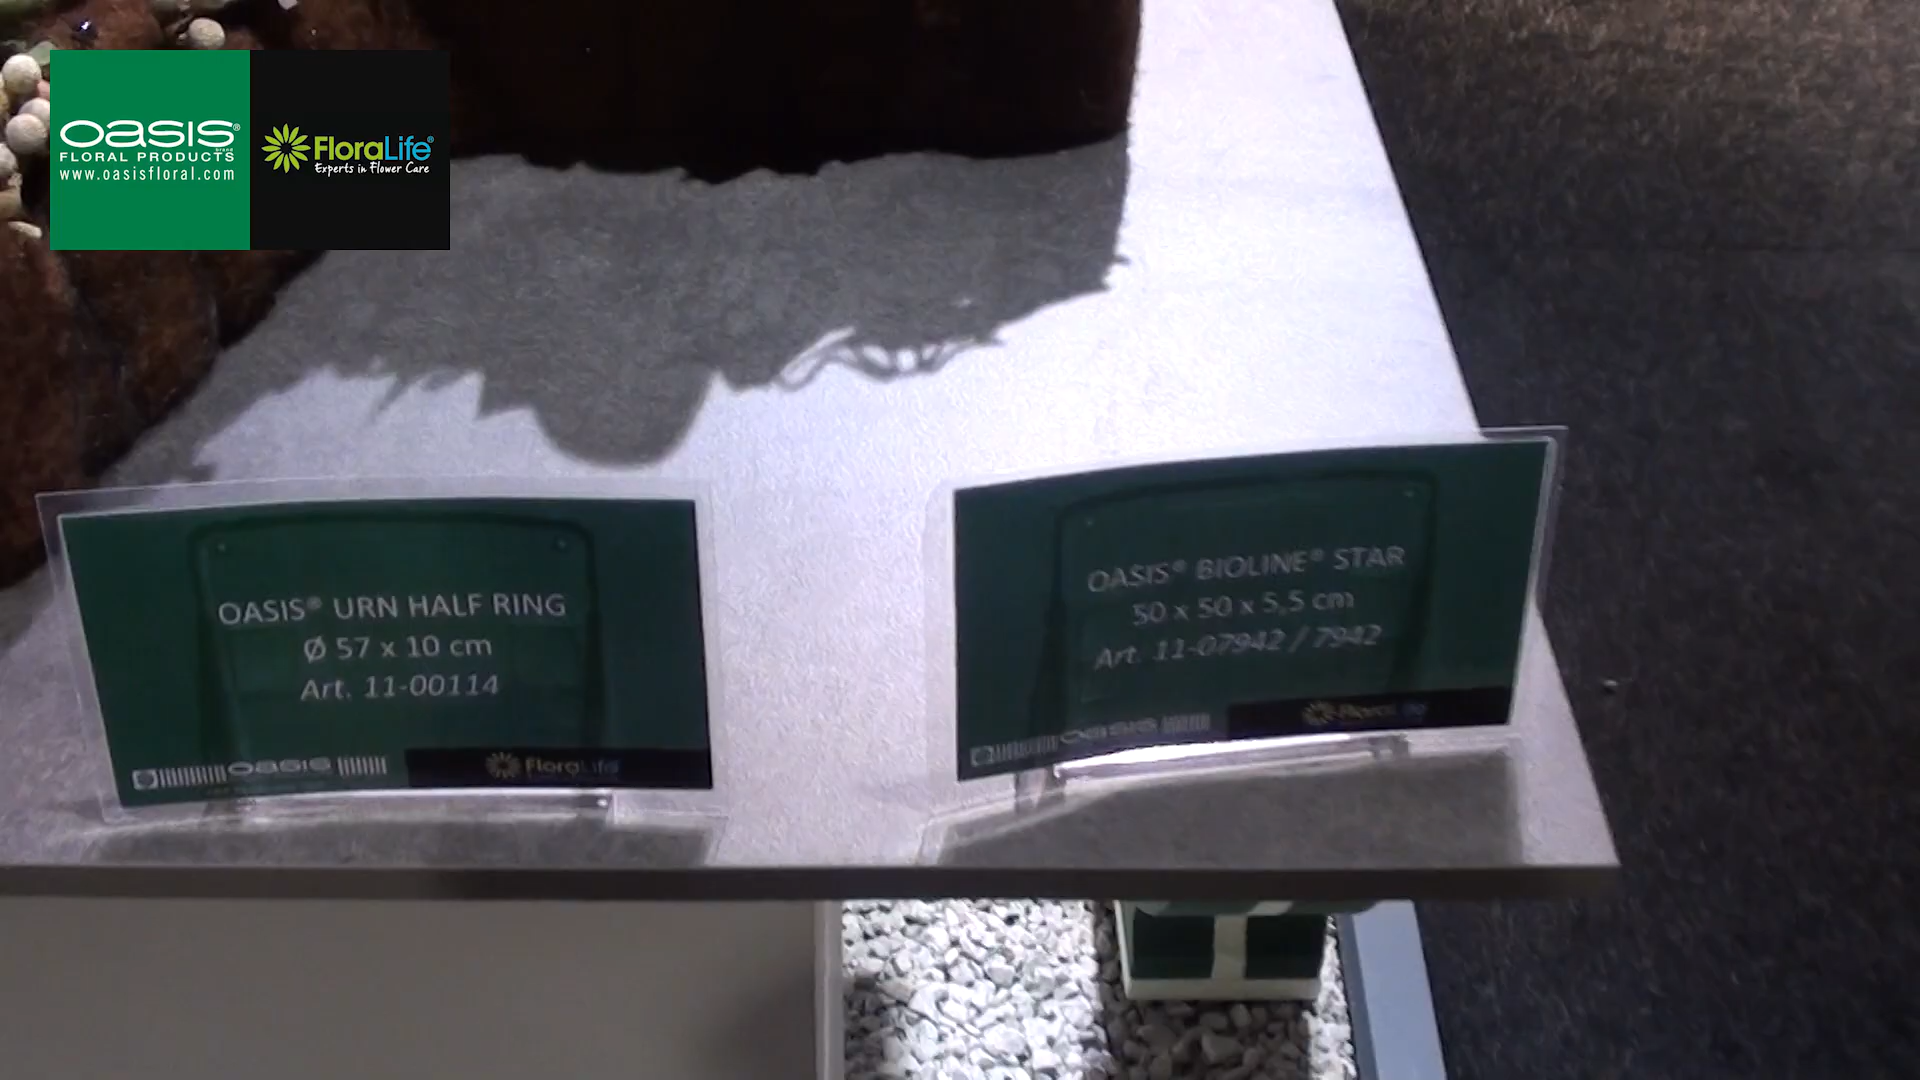 OASIS®
FLORAL PRODUCTS
www.oasisfloral.com
FloraLife®
Experts in Flower Care
OASIS® URN HALF RING
Ø 57 x 10 cm
Art. 11-00114
OASIS
FloraLife
OASIS® BIOLINE® STAR
50 x 50 x 5,5 cm
Art. 11-07942 / 7942
OASIS
FloraLife